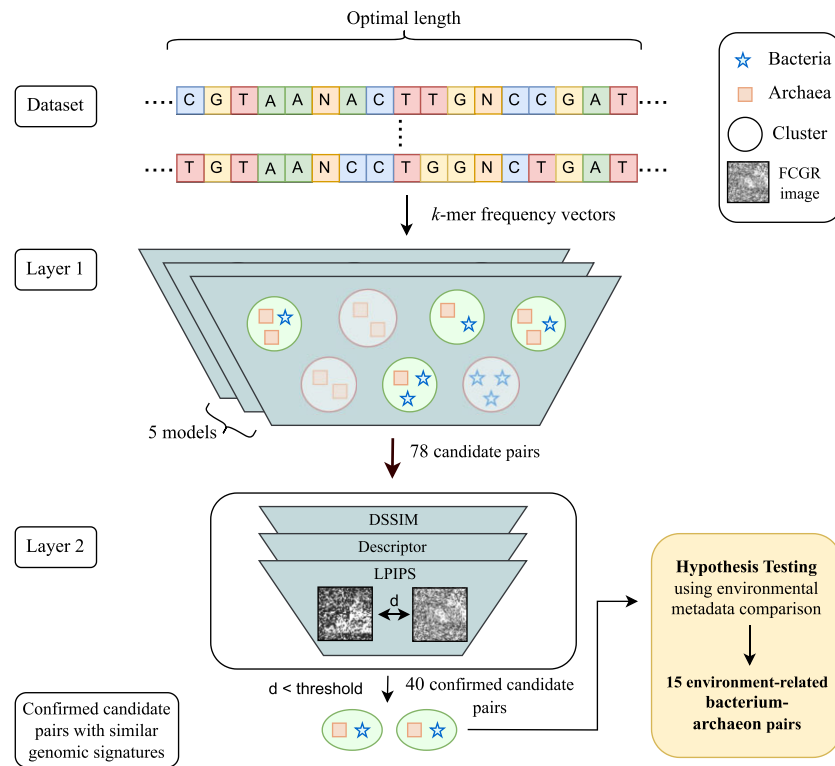 Optimal length
Dataset
.... C G T A A N A C T T G N C C G A T ....
T G T A A N C C T G G N C T G A T ....
Bacteria
Archaea
Cluster
FCGR
image
k-mer frequency vectors
Layer 1
5 models
78 candidate pairs
Layer 2
DSSIM
Descriptor
LPIPS
d
d < threshold
40 confirmed candidate
pairs
Confirmed candidate
pairs with similar
genomic signatures
Hypothesis Testing
using environmental
metadata comparison
15 environment-related
bacterium-
archaeon pairs